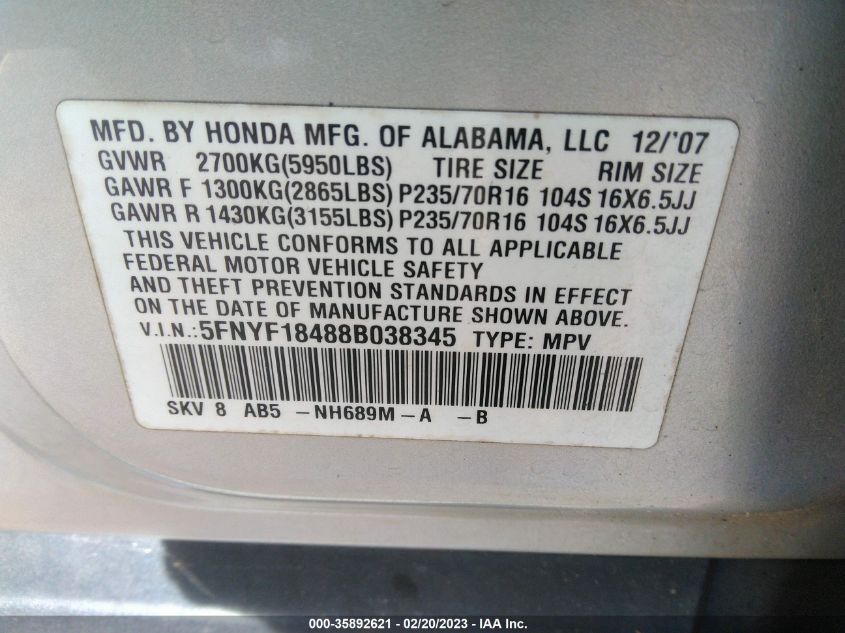 MFD. BY HONDA MFG. OF ALABAMA, LLC 12/'07
GVWR 2700KG(5950LBS) TIRE SIZE RIM SIZE
GAWR F 1300KG(2865LBS) P235/70R16 104S 16X6.5JJ
GAWR R 1430KG(3155LBS) P235/70R16 104S 16X6.5JJ
THIS VEHICLE CONFORMS TO ALL APPLICABLE
FEDERAL MOTOR VEHICLE SAFETY
AND THEFT PREVENTION STANDARDS IN EFFECT
ON THE DATE OF MANUFACTURE SHOWN ABOVE.
V.I.N.:5FNYF18488B038345 TYPE: MPV
SKV 8 AB5 -NH689M-A -B
000-35892621 - 02/20/2023 - © IAA Inc.